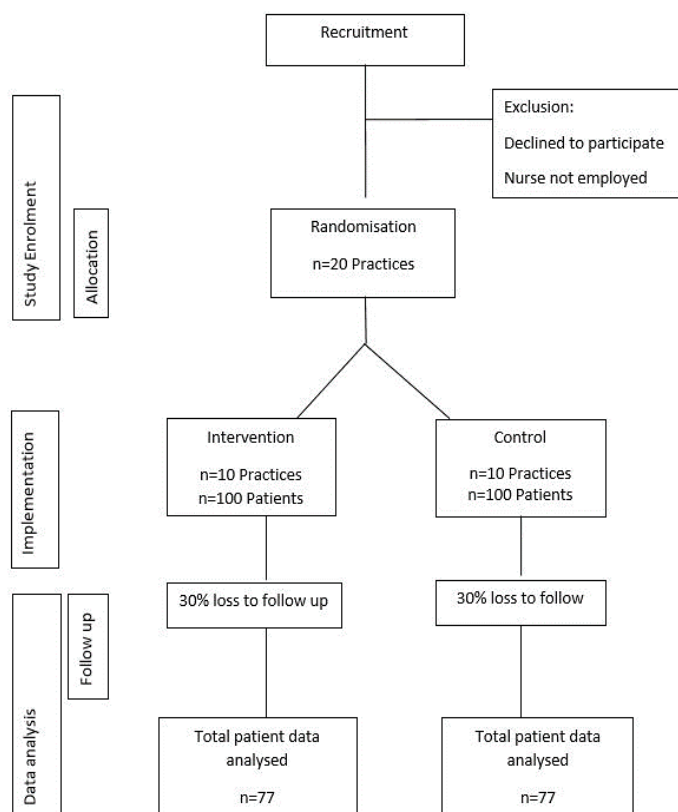 Recruitment
Exclusion:
Declined to participate
Nurse not employed
Study Enrolment
Allocation
Randomisation
n=20 Practices
Implementation
Intervention
n=10 Practices
n=100 Patients
Control
n=10 Practices
n=100 Patients
30% loss to follow up
30% loss to follow
Data analysis
Follow up
Total patient data
analysed
n=77
Total patient data
analysed
n=77